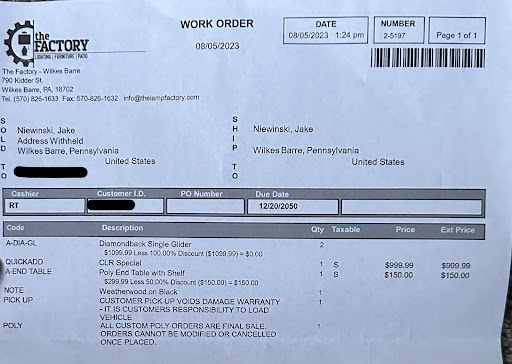 the
FACTORY
LIGHTING | FURNITURE | PATIO
WORK ORDER
08/05/2023
DATE
08/05/2023 1:24 pm
NUMBER
2-5197
Page 1 of 1
The Factory - Wilkes Barre
790 Kidder St.
Wilkes Barre, PA, 18702
Tel. (570) 826-1633 Fax: 570-826-1632 info@thelampfactory.com
SOLD TO
Niewinski, Jake
Address Withheld
Wilkes Barre, Pennsylvania
United States
SHIP TO
Niewinski, Jake
Wilkes Barre, Pennsylvania
United States
Cashier Customer I.D. PO Number Due Date
RT 12/20/2050
Code Description Qty Taxable Price Ext Price
A-DIA-GL Diamondback Single Glider 2
$1099.99 Less 100.00% Discount ($1099.99) = $0.00
QUICKADD CLR Special 1 S $999.99 $999.99
A-END TABLE Poly End Table with Shelf 1 S $150.00 $150.00
$299.99 Less 50.00% Discount ($150.00) = $150.00
NOTE Weatherwood on Black 1
PICK UP CUSTOMER PICK UP VOIDS DAMAGE WARRANTY 1
- IT IS CUSTOMERS RESPONSIBILITY TO LOAD
VEHICLE
POLY ALL CUSTOM POLY ORDERS ARE FINAL SALE. 1
ORDERS CANNOT BE MODIFIED OR CANCELLED
ONCE PLACED.